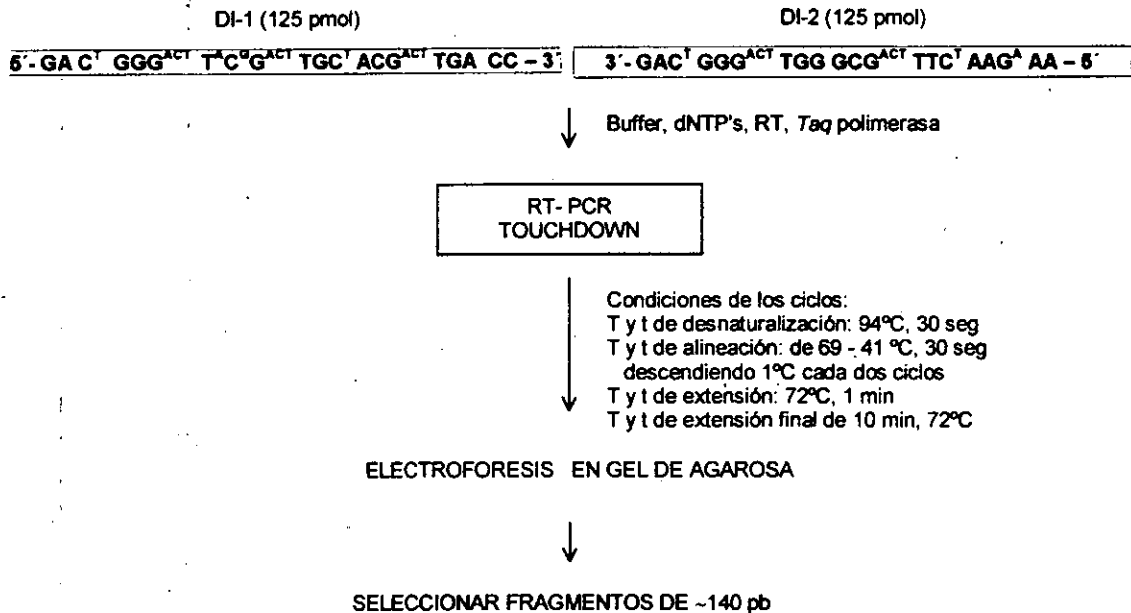 DI-1 (125 pmol)
DI-2 (125 pmol)
5´- GA C^T GGG^ACT T^AC^GG^ACT TGC^T ACG^ACT TGA CC – 3´
3´- GAC^T GGG^ACT TGG GCG^ACT TTC^T AAG^A AA – 5´
Buffer, dNTP's, RT, Taq polimerasa
RT- PCR
TOUCHDOWN
Condiciones de los ciclos:
T y t de desnaturalización: 94ºC, 30 seg
T y t de alineación: de 69 - 41 ºC, 30 seg
descendiendo 1ºC cada dos ciclos
T y t de extensión: 72ºC, 1 min
T y t de extensión final de 10 min, 72ºC
ELECTROFORESIS EN GEL DE AGAROSA
SELECCIONAR FRAGMENTOS DE ~140 pb